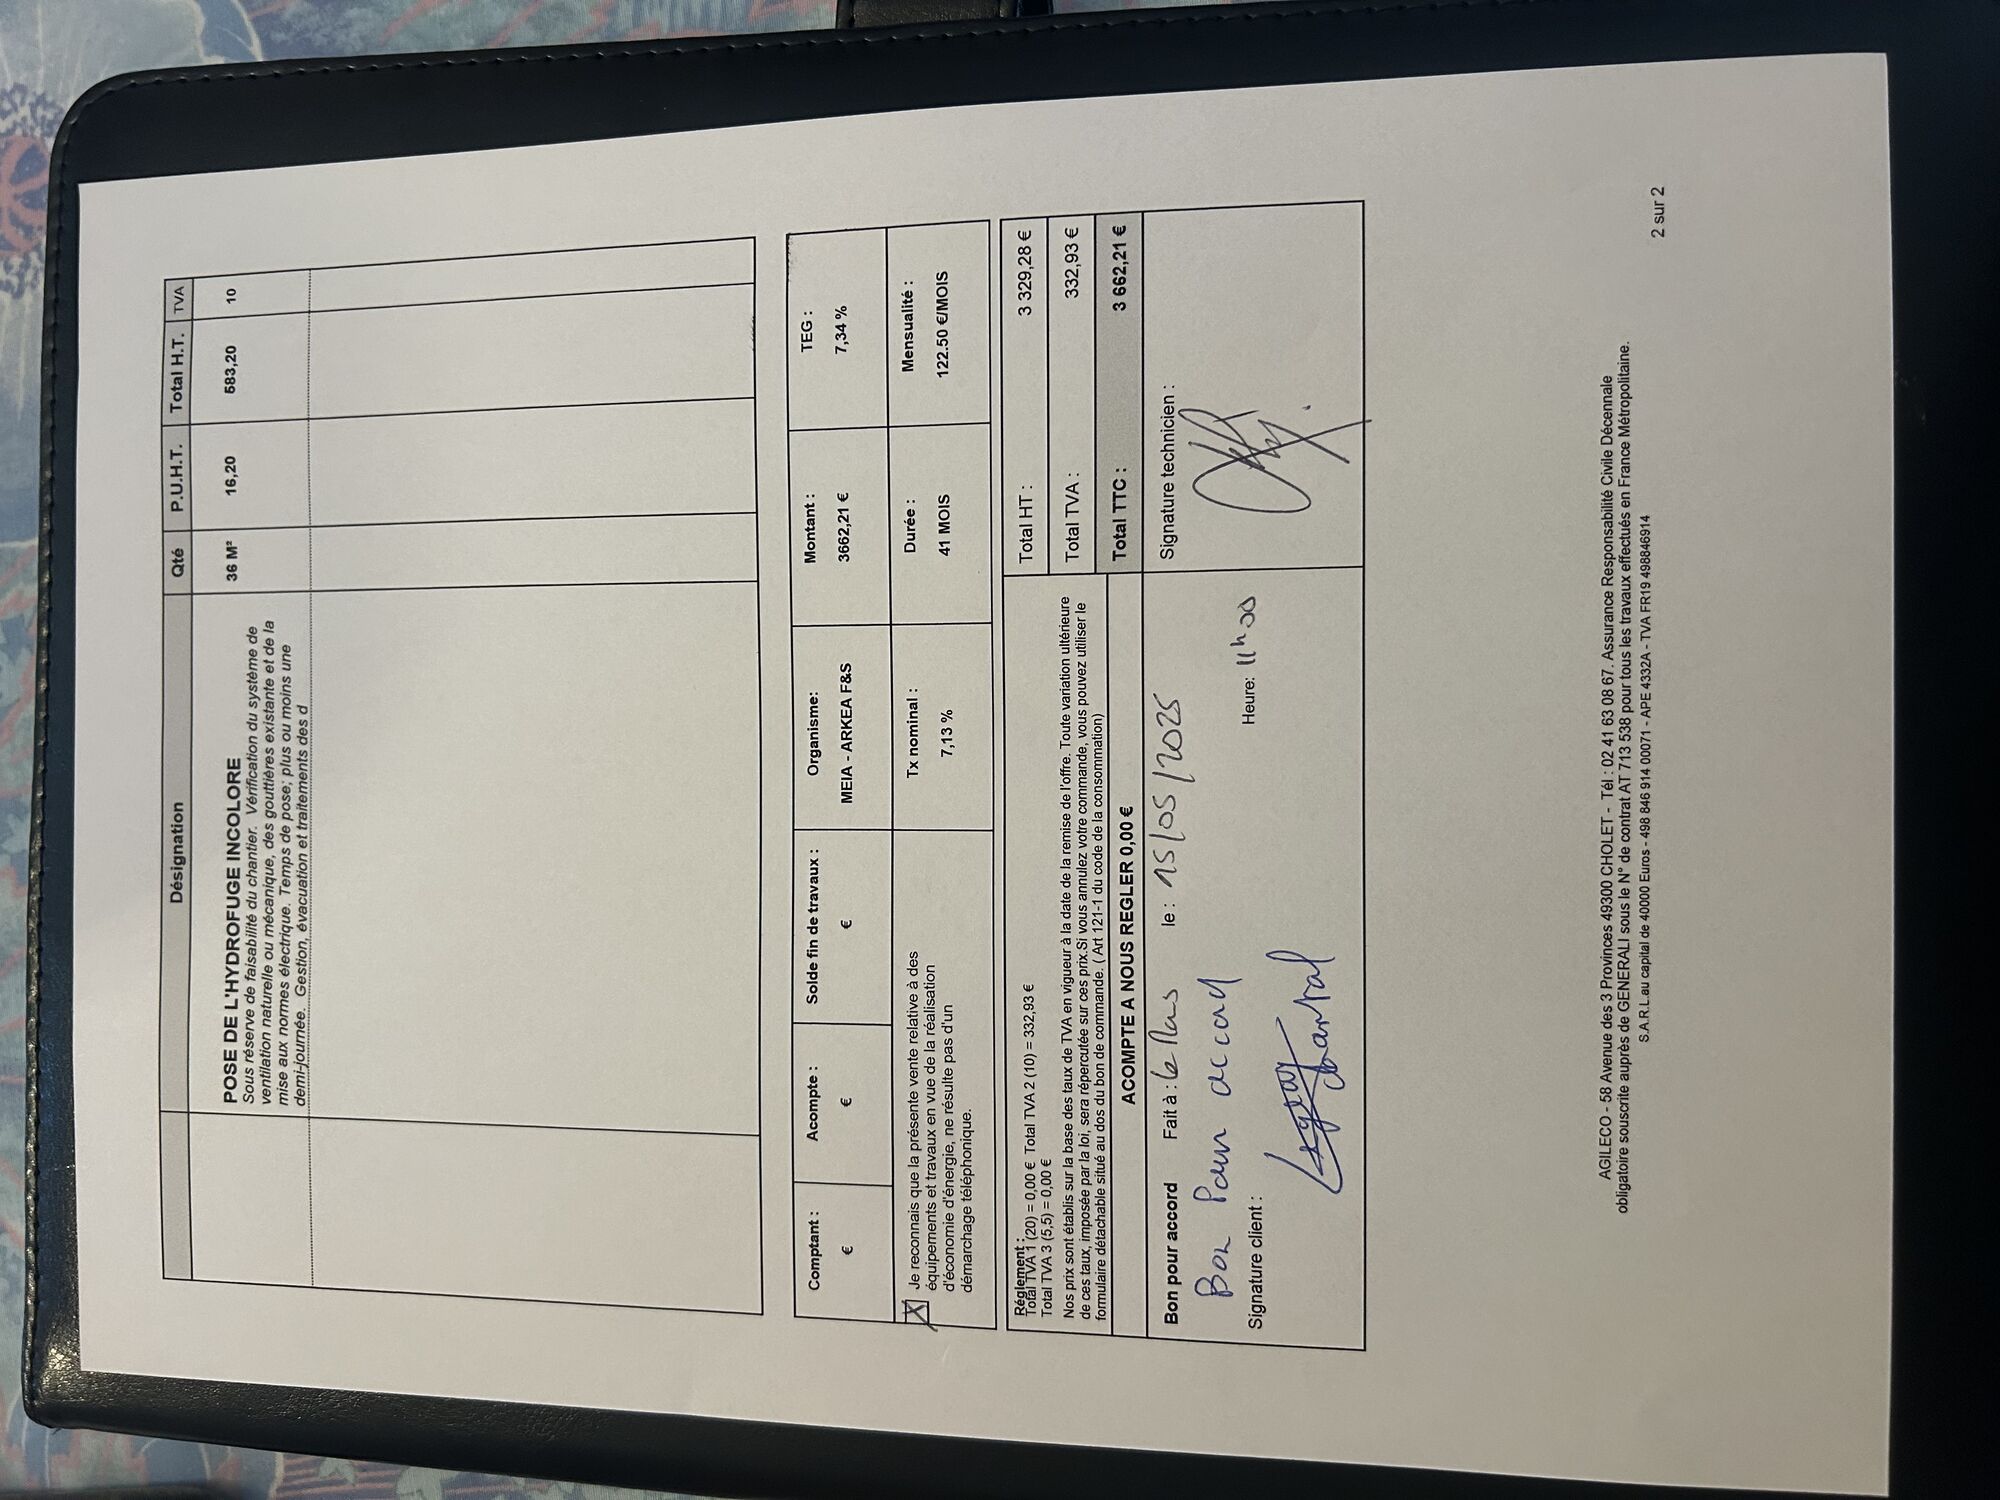 Désignation Qté P.U.H.T. Total H.T. TVA
POSE DE L'HYDROFUGE INCOLORE 36 M² 16,20 583,20 10
Sous réserve de faisabilité du chantier. Vérification du système de
ventilation naturelle ou mécanique, des gouttières existante et de la
mise aux normes électrique. Temps de pose; plus ou moins une
demi-journée. Gestion, évacuation et traitements des d
Comptant : Acompte : Solde fin de travaux : Organisme: Montant : TEG :
€ € € MEIA - ARKEA F&S 3662,21 € 7,34 %
X Je reconnais que la présente vente relative à des
équipements et travaux en vue de la réalisation
d'économie d'énergie, ne résulte pas d'un
démarchage téléphonique.
Tx nominal : Durée : Mensualité :
7,13 % 41 MOIS 122.50 €/MOIS
Réglement :
Total TVA 1 (20) = 0,00 € Total TVA 2 (10) = 332,93 €
Total TVA 3 (5,5) = 0,00 €
Nos prix sont établis sur la base des taux de TVA en vigueur à la date de la remise de l'offre. Toute variation ultérieure
de ces taux, imposée par la loi, sera répercutée sur ces prix.Si vous annulez votre commande, vous pouvez utiliser le
formulaire détachable situé au dos du bon de commande. ( Art 121-1 du code de la consommation)
ACOMPTE A NOUS REGLER 0,00 €
Total HT : 3 329,28 €
Total TVA : 332,93 €
Total TTC : 3 662,21 €
Bon pour accord Fait à : Le Mans le : 15/05/2025
Bon Pour accord
Heure: 11h00
Signature client :
Chantal
Signature technicien :
AGILECO - 58 Avenue des 3 Provinces 49300 CHOLET - Tél : 02 41 63 08 67. Assurance Responsabilité Civile Décennale
obligatoire souscrite auprès de GENERALI sous le N° de contrat AT 713 538 pour tous les travaux effectués en France Métropolitaine.
S.A.R.L.au capital de 4000 Euros - 498 846 914 00071 - APE 4332A - TVA FR19 498846914
2 sur 2